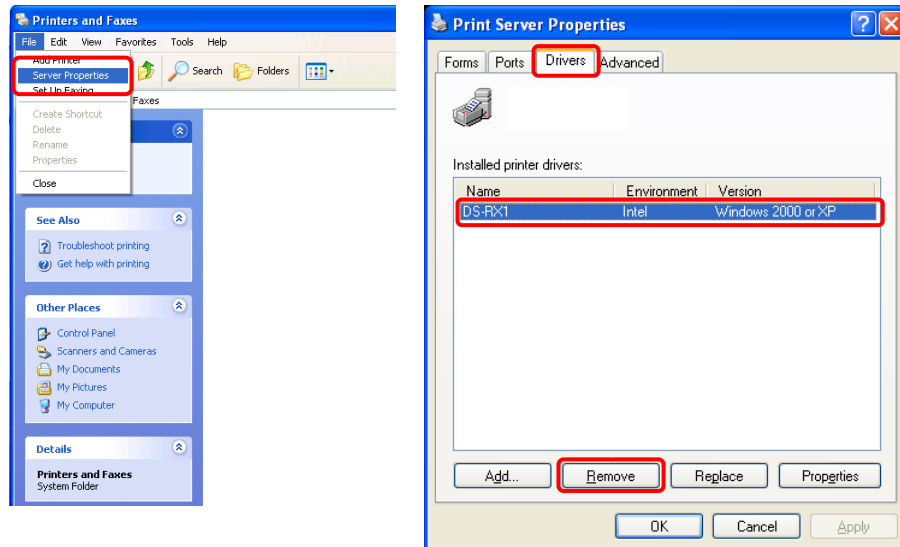 Printers and Faxes
File Edit View Favorites Tools Help
Add Printer
Server Properties
Set Up Faxing
Search Folders
Faxes
Create Shortcut
Delete
Rename
Properties
Close
See Also
Troubleshoot printing
Get help with printing
Other Places
Control Panel
Scanners and Cameras
My Documents
My Pictures
My Computer
Details
Printers and Faxes
System Folder
Print Server Properties
Forms Ports Drivers Advanced
Installed printer drivers:
Name Environment Version
DS-RX1 Intel Windows 2000 or XP
Add... Remove Replace Properties
OK Cancel Apply